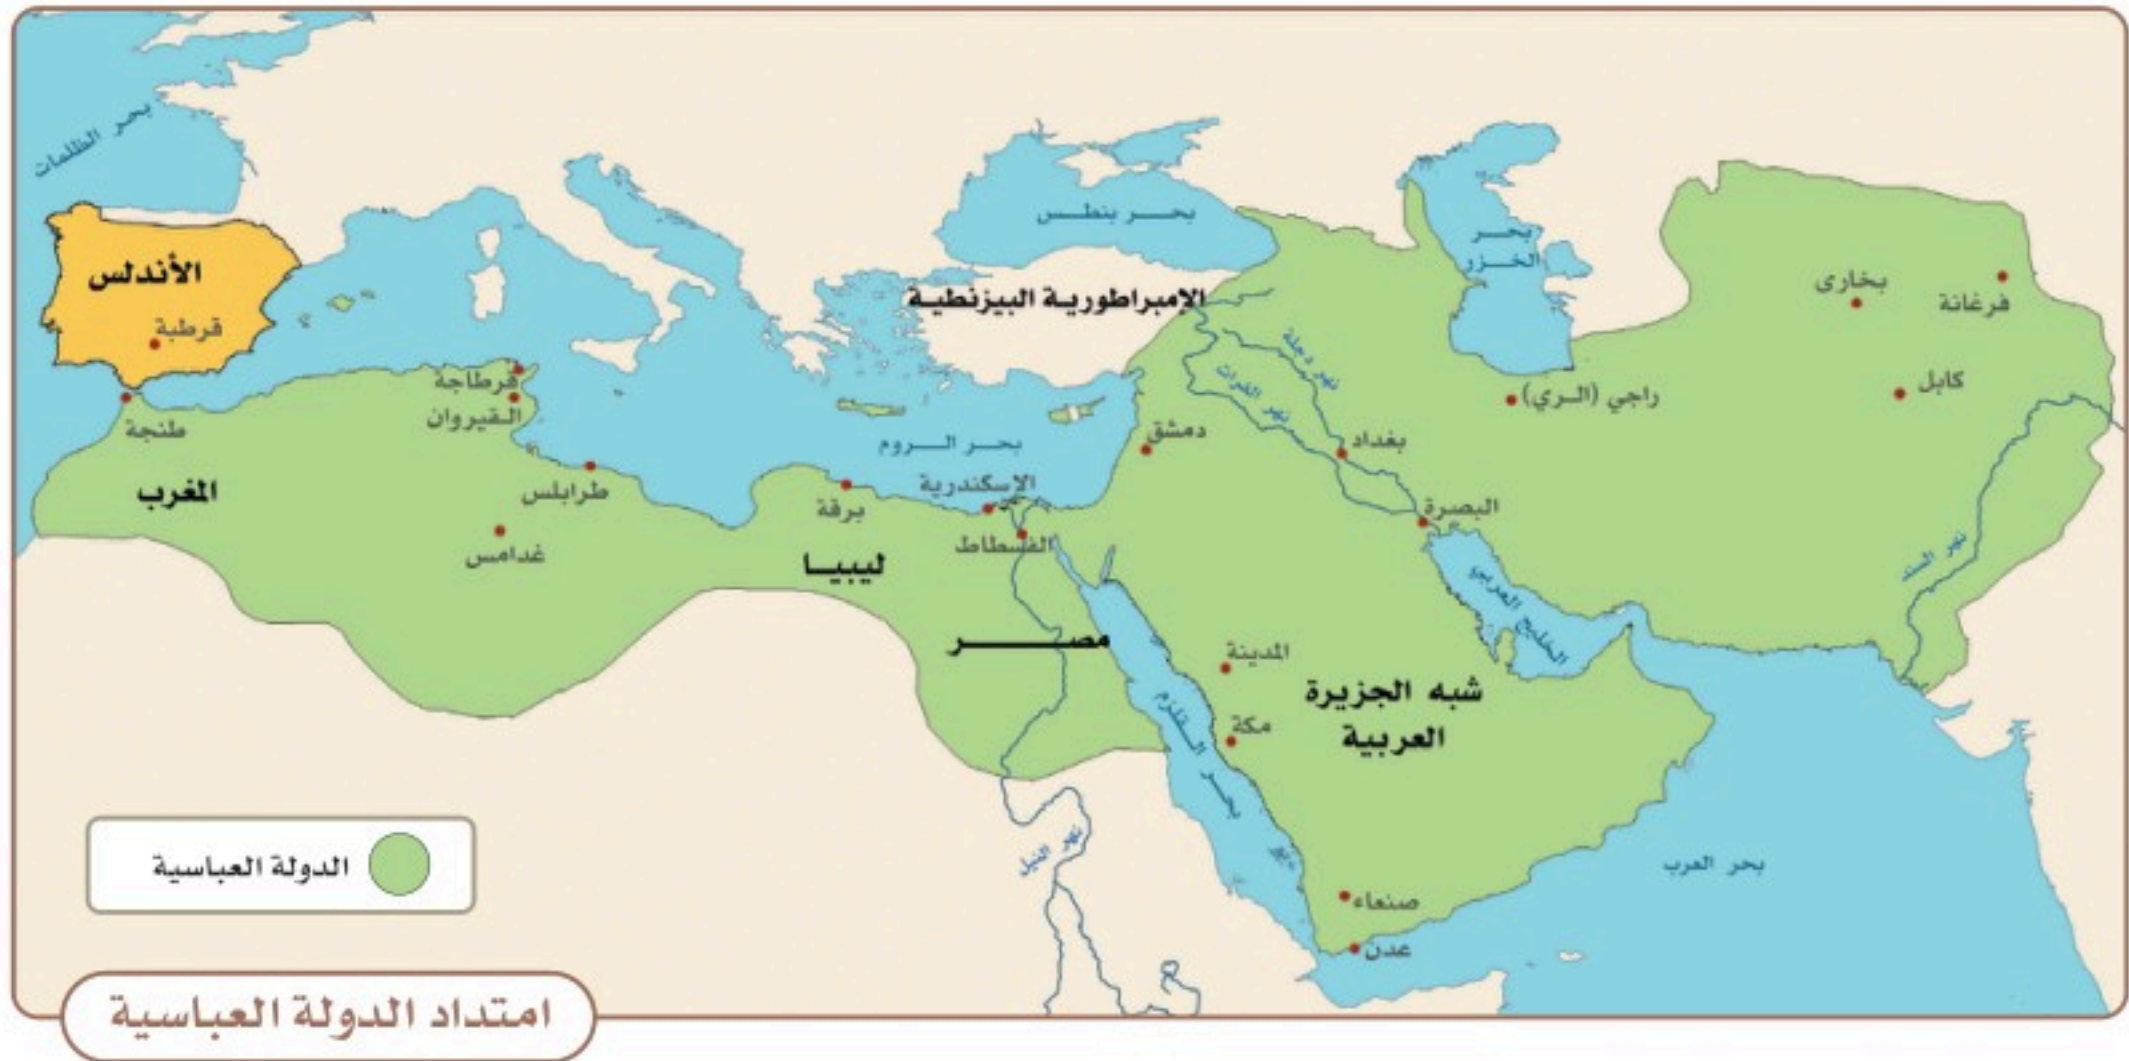 بحر الظلمات
الأندلس
قرطبة
بحر بنطس
بحر
الخزر
الإمبراطورية البيزنطية
بخارى
فرغانة
كابل
راجي (الري)
نهر دجلة
نهر الفرات
قرطاجة
القيروان
طنجة
المغرب
طرابلس
غدامس
بحر الروم
برقة
الإسكندرية
الفسطاط
ليبيا
مصر
دمشق
بغداد
البصرة
الخليج العربي
نهر السند
المدينة
مكة
شبه الجزيرة
العربية
بحر القلزم
نهر النيل
صنعاء
عدن
بحر العرب
الدولة العباسية
امتداد الدولة العباسية